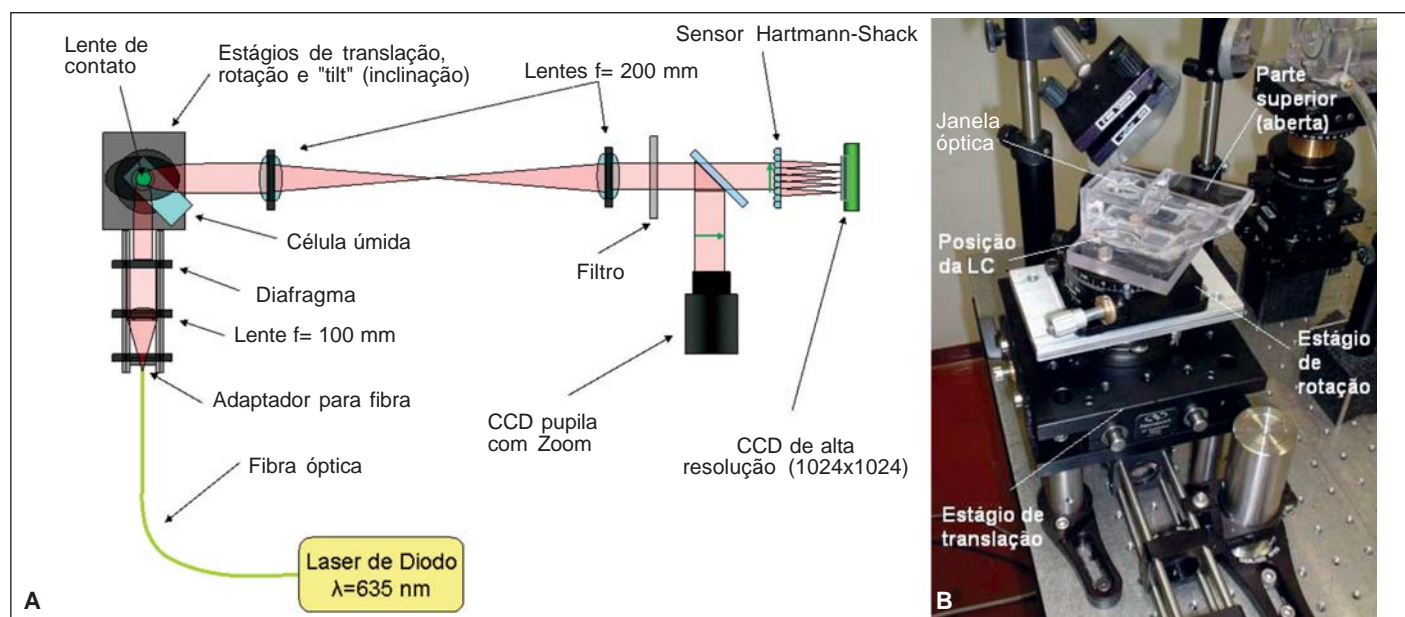 Lente de
contato
Estágios de translação,
rotação e "tilt" (inclinação)
Lentes f= 200 mm
Sensor Hartmann-Shack
Célula úmida
Diafragma
Lente f= 100 mm
Adaptador para fibra
Fibra óptica
Laser de Diodo
λ=635 nm
Filtro
CCD pupila
com Zoom
CCD de alta
resolução (1024x1024)
A
Janela
óptica
Parte
superior
(aberta)
Posição
da LC
Estágio
de
rotação
Estágio de
translação
B